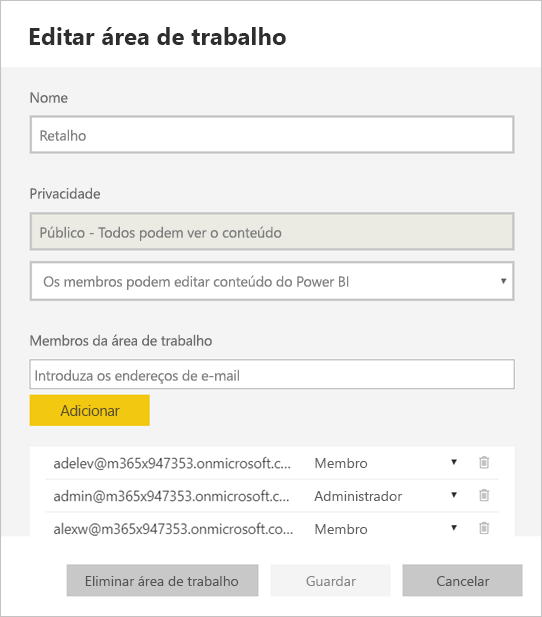 Editar área de trabalho
Nome
Retalho
Privacidade
Público - Todos podem ver o conteúdo
Os membros podem editar conteúdo do Power BI
Membros da área de trabalho
Introduza os endereços de e-mail
Adicionar
adelev@m365x947353.onmicrosoft.c... Membro
admin@m365x947353.onmicrosoft.c... Administrador
alexw@m365x947353.onmicrosoft.co... Membro
Eliminar área de trabalho Guardar Cancelar